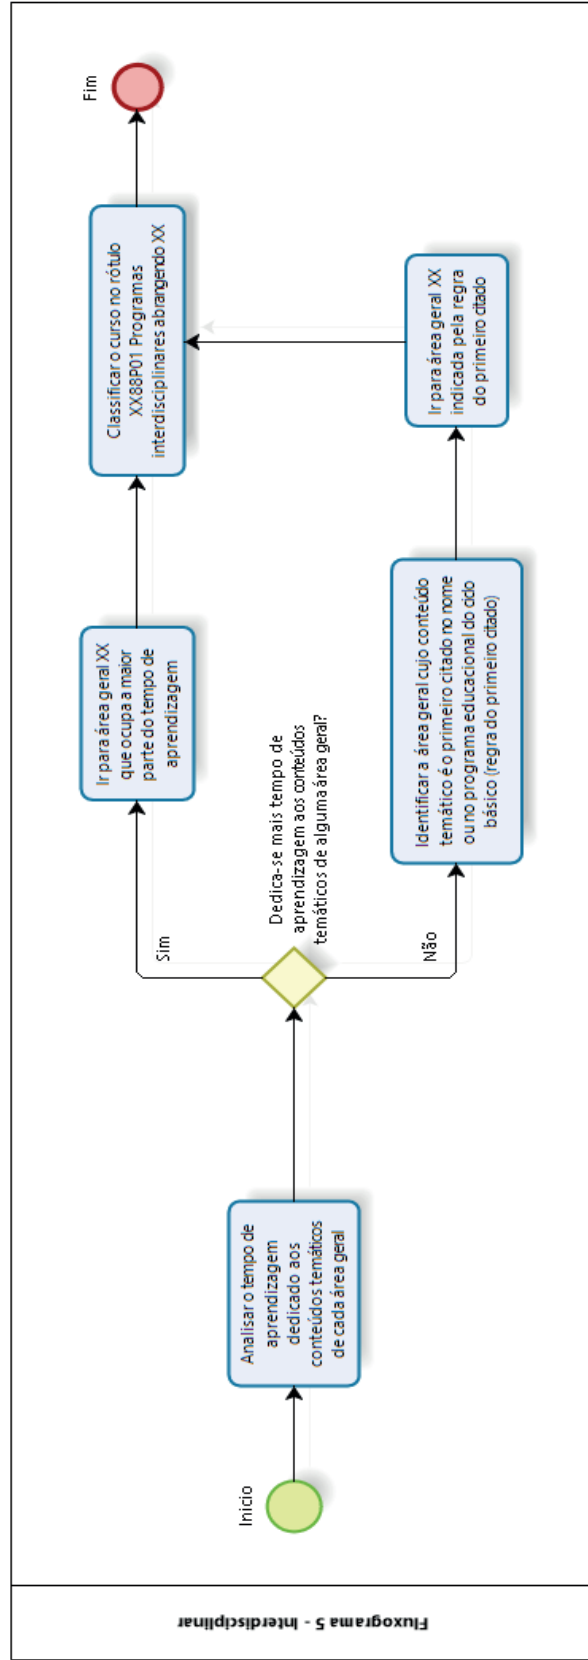 Fluxograma 5 - Interdisciplinar
Início
Analisar o tempo de
aprendizagem
dedicado aos
conteúdos temáticos
de cada área geral
Dedica-se mais tempo de
aprendizagem aos conteúdos
temáticos de alguma área geral?
Sim
Ir para área geral XX
que ocupa a maior
parte do tempo de
aprendizagem
Classificar o curso no rótulo
XX88P01 Programas
interdisciplinares abrangendo XX
Fim
Não
Identificar a área geral cujo conteúdo
temático é o primeiro citado no nome
ou no programa educacional do ciclo
básico (regra do primeiro citado)
Ir para área geral XX
indicada pela regra
do primeiro citado